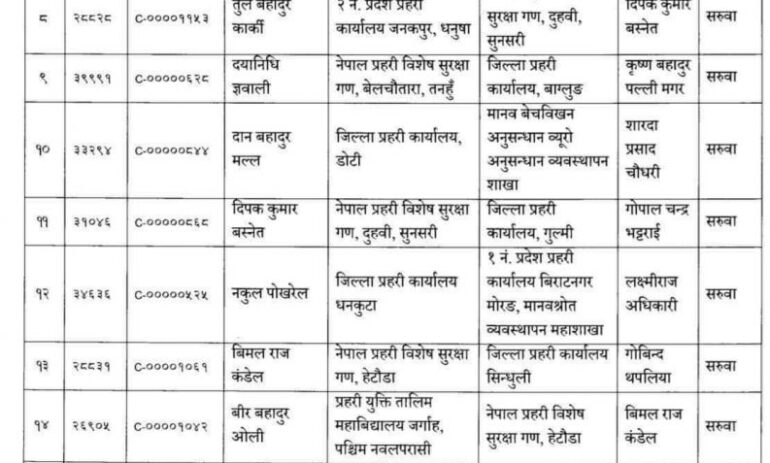 ८ २८८२८ C-००००११५३ तुल बहादुर कार्की २ नं. प्रदेश प्रहरी कार्यालय जनकपुर, धनुषा सुरक्षा गण, दुहवी, सुनसरी दिपक कुमार बस्नेत सरुवा
९ ३९९९१ C-०००००६२८ दयानिधि ज्ञवाली नेपाल प्रहरी विशेष सुरक्षा गण, बेलचौतारा, तनहुँ जिल्ला प्रहरी कार्यालय, बाग्लुङ कृष्ण बहादुर पल्ली मगर सरुवा
१० ३३२९४ C-०००००८४४ दान बहादुर मल्ल जिल्ला प्रहरी कार्यालय, डोटी मानव बेचविखन अनुसन्धान व्यूरो अनुसन्धान व्यवस्थापन शाखा शारदा प्रसाद चौधरी सरुवा
११ ३१०४६ C-०००००८६८ दिपक कुमार बस्नेत नेपाल प्रहरी विशेष सुरक्षा गण, दुहवी, सुनसरी जिल्ला प्रहरी कार्यालय, गुल्मी गोपाल चन्द्र भट्टराई सरुवा
१२ ३४६३६ C-०००००५२५ नकुल पोखरेल जिल्ला प्रहरी कार्यालय धनकुटा १ नं. प्रदेश प्रहरी कार्यालय बिराटनगर मोरङ, मानवश्रोत व्यवस्थापन महाशाखा लक्ष्मीराज अधिकारी सरुवा
१३ २८८३१ C-००००१०६१ बिमल राज कंडेल नेपाल प्रहरी विशेष सुरक्षा गण, हेटौडा जिल्ला प्रहरी कार्यालय सिन्धुली गोबिन्द थपलिया सरुवा
१४ २६९०५ C-००००१०४२ बीर बहादुर ओली प्रहरी युक्ति तालिम महाबिद्यालय जर्गाह, पश्चिम नवलपरासी नेपाल प्रहरी विशेष सुरक्षा गण, हेटौडा बिमल राज कंडेल सरुवा